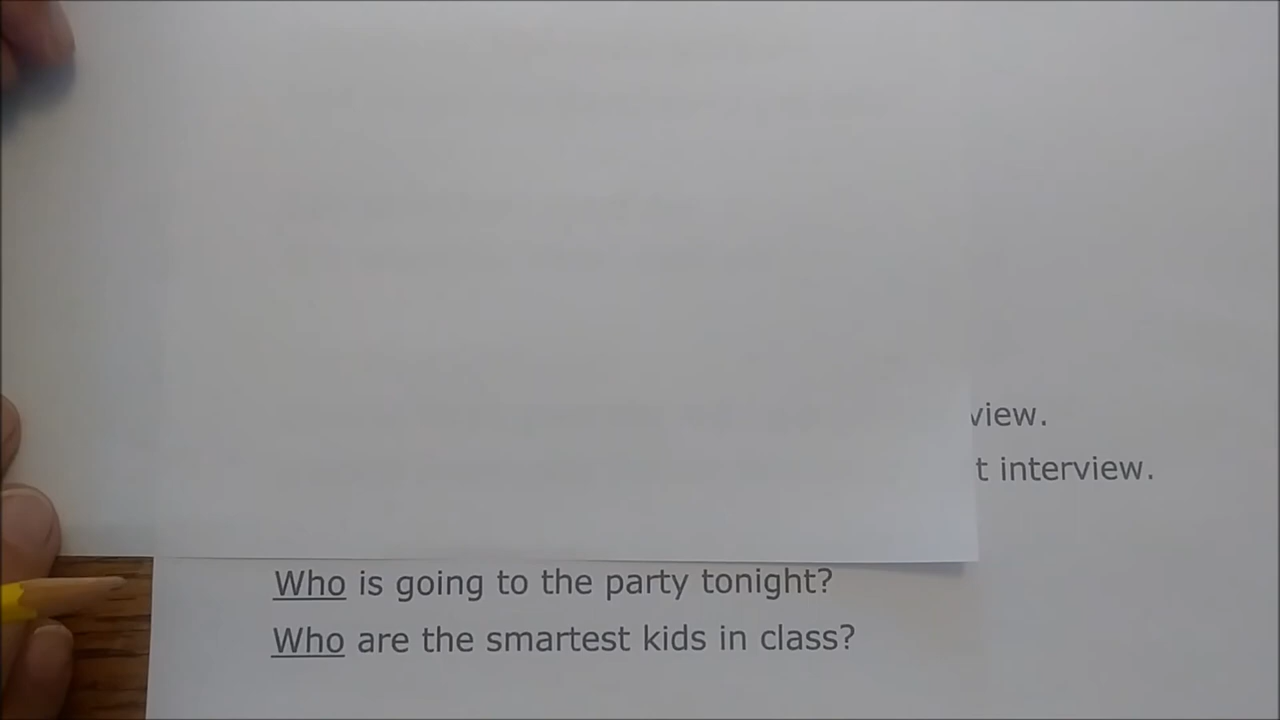 view.
t interview.
Who is going to the party tonight?
Who are the smartest kids in class?